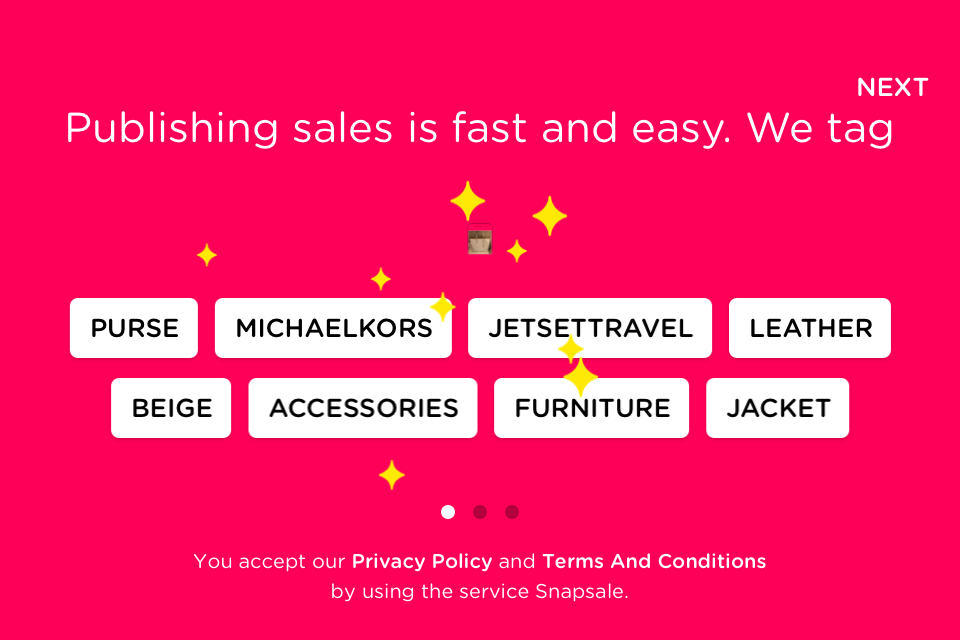 NEXT
Publishing sales is fast and easy. We tag
PURSE MICHAELKORS JETSETTRAVEL LEATHER
BEIGE ACCESSORIES FURNITURE JACKET
You accept our Privacy Policy and Terms And Conditions
by using the service Snapsale.